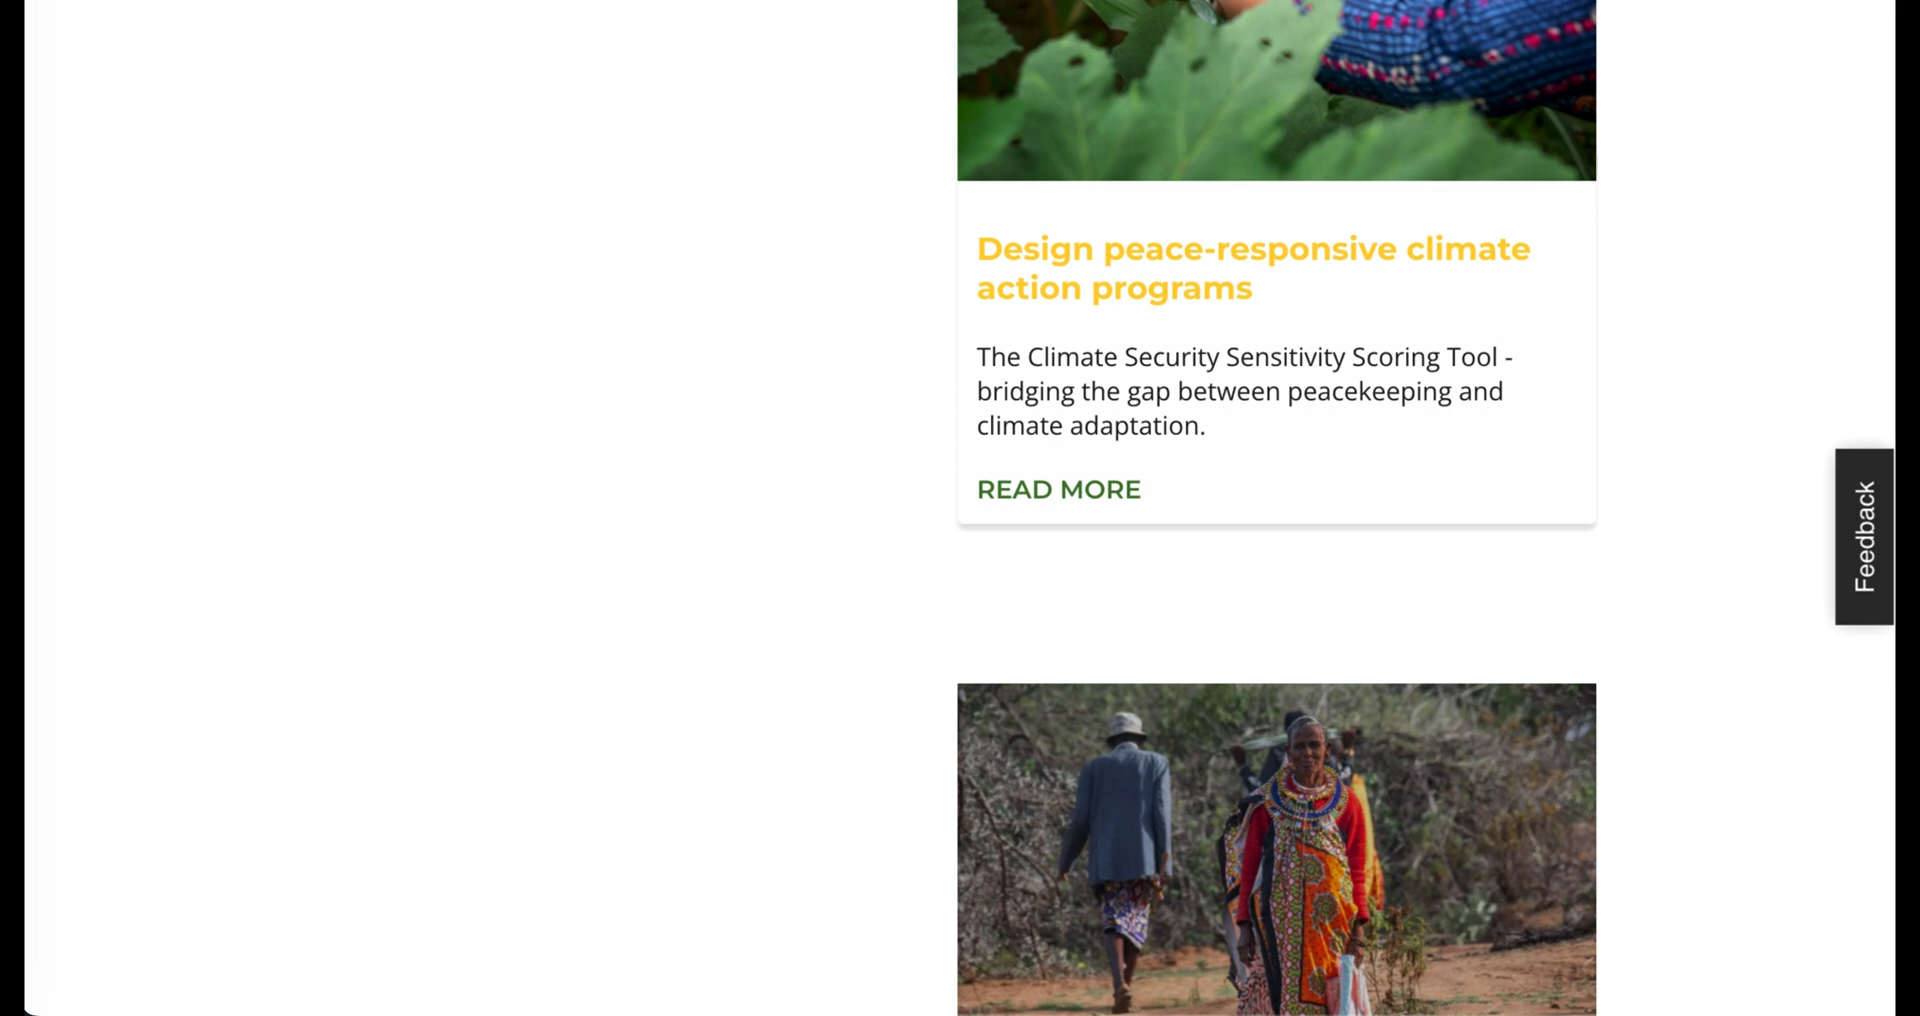 Design peace-responsive climate
action programs
The Climate Security Sensitivity Scoring Tool -
bridging the gap between peacekeeping and
climate adaptation.
READ MORE
Feedback